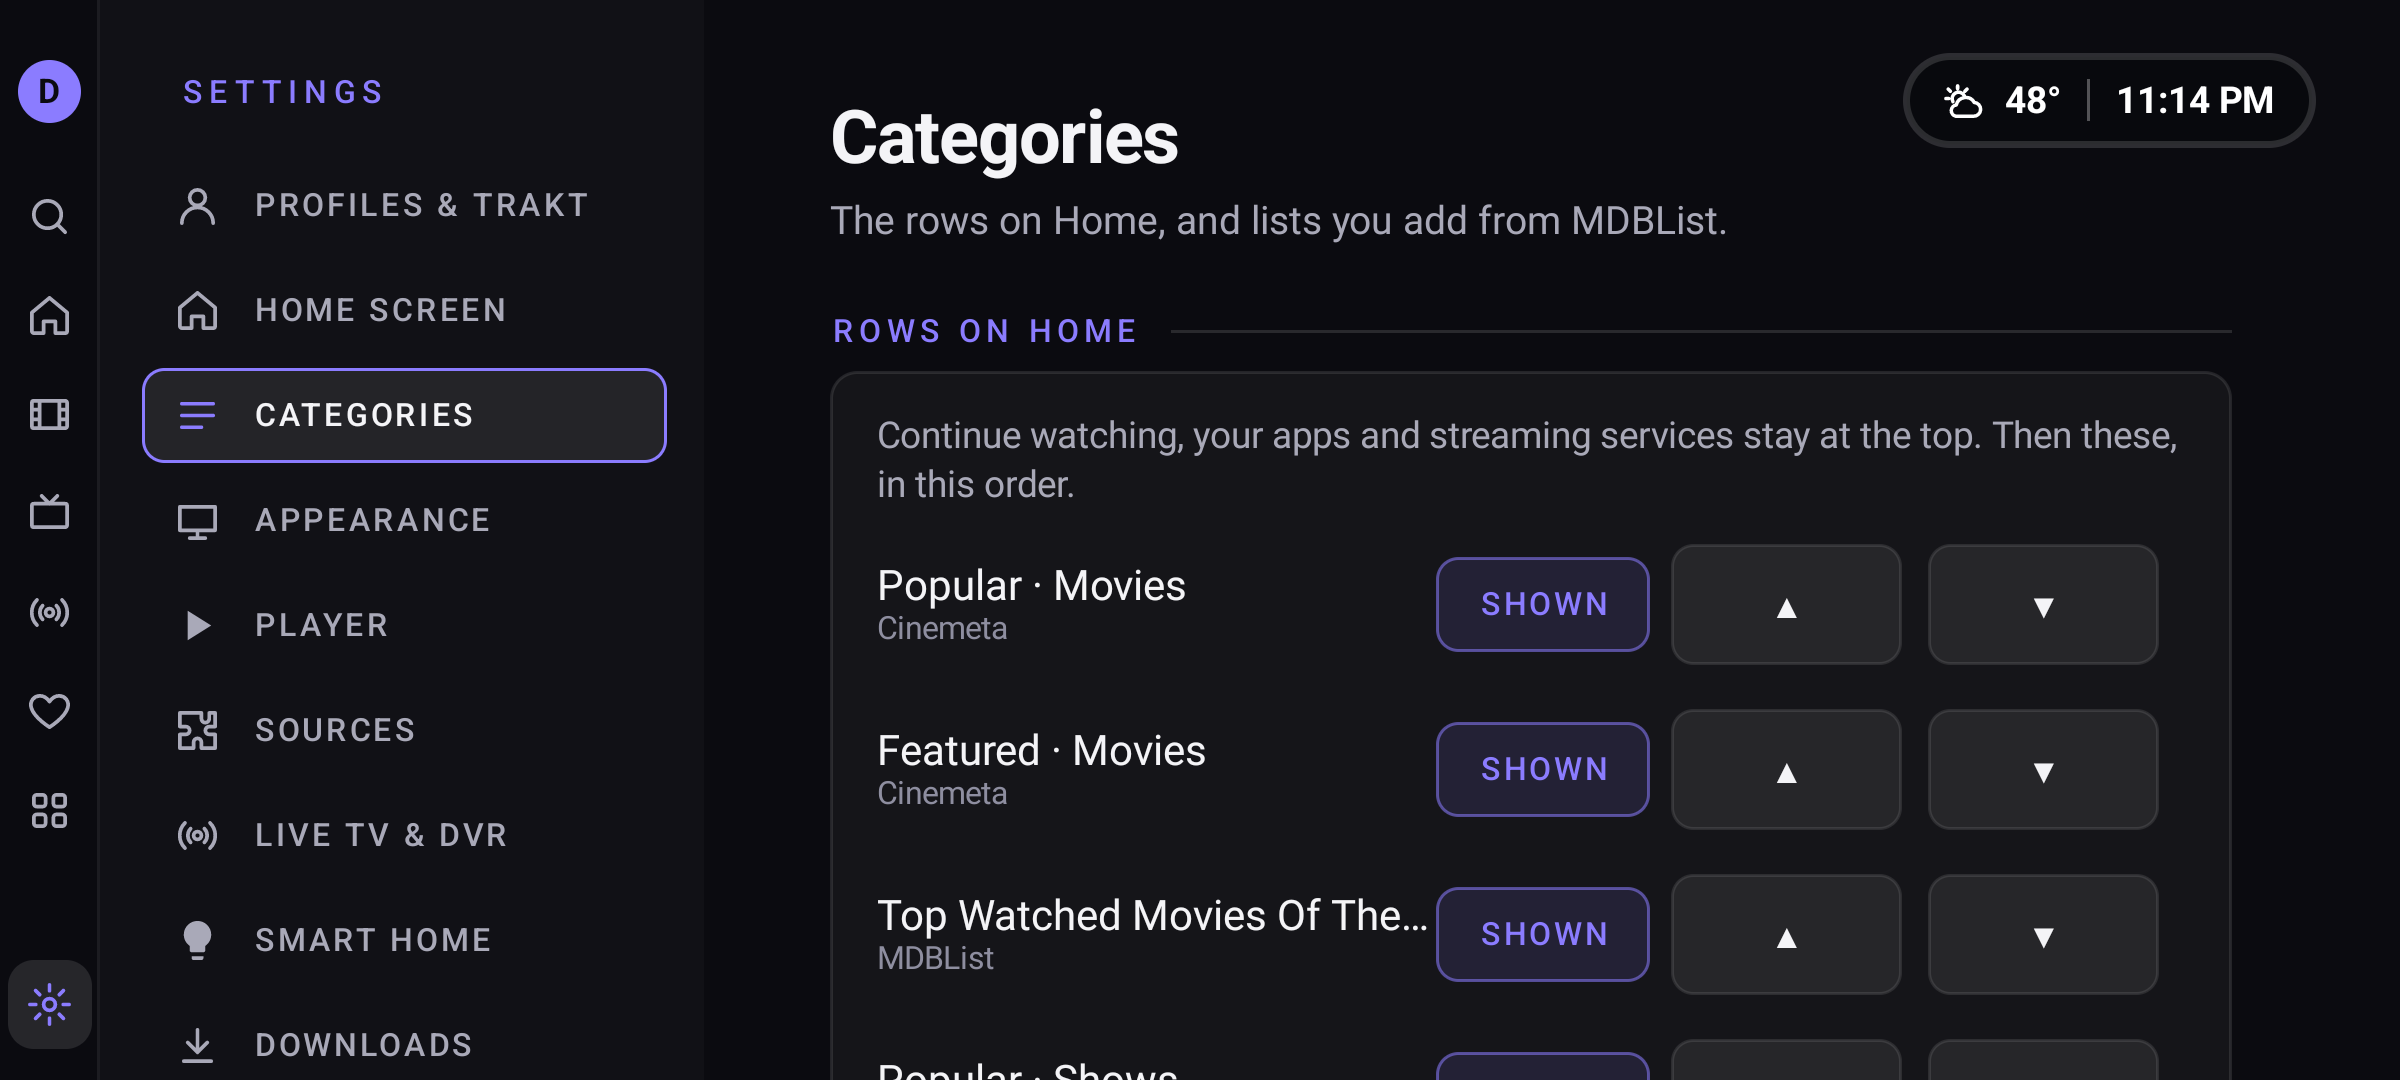 D
SETTINGS
PROFILES & TRAKT
HOME SCREEN
CATEGORIES
APPEARANCE
PLAYER
SOURCES
LIVE TV & DVR
SMART HOME
DOWNLOADS
48° 11:14 PM
Categories
The rows on Home, and lists you add from MDBList.
ROWS ON HOME
Continue watching, your apps and streaming services stay at the top. Then these,
in this order.
Popular · Movies
Cinemeta
SHOWN ▲ ▼
Featured · Movies
Cinemeta
SHOWN ▲ ▼
Top Watched Movies Of The…
MDBList
SHOWN ▲ ▼
Popular · Shows